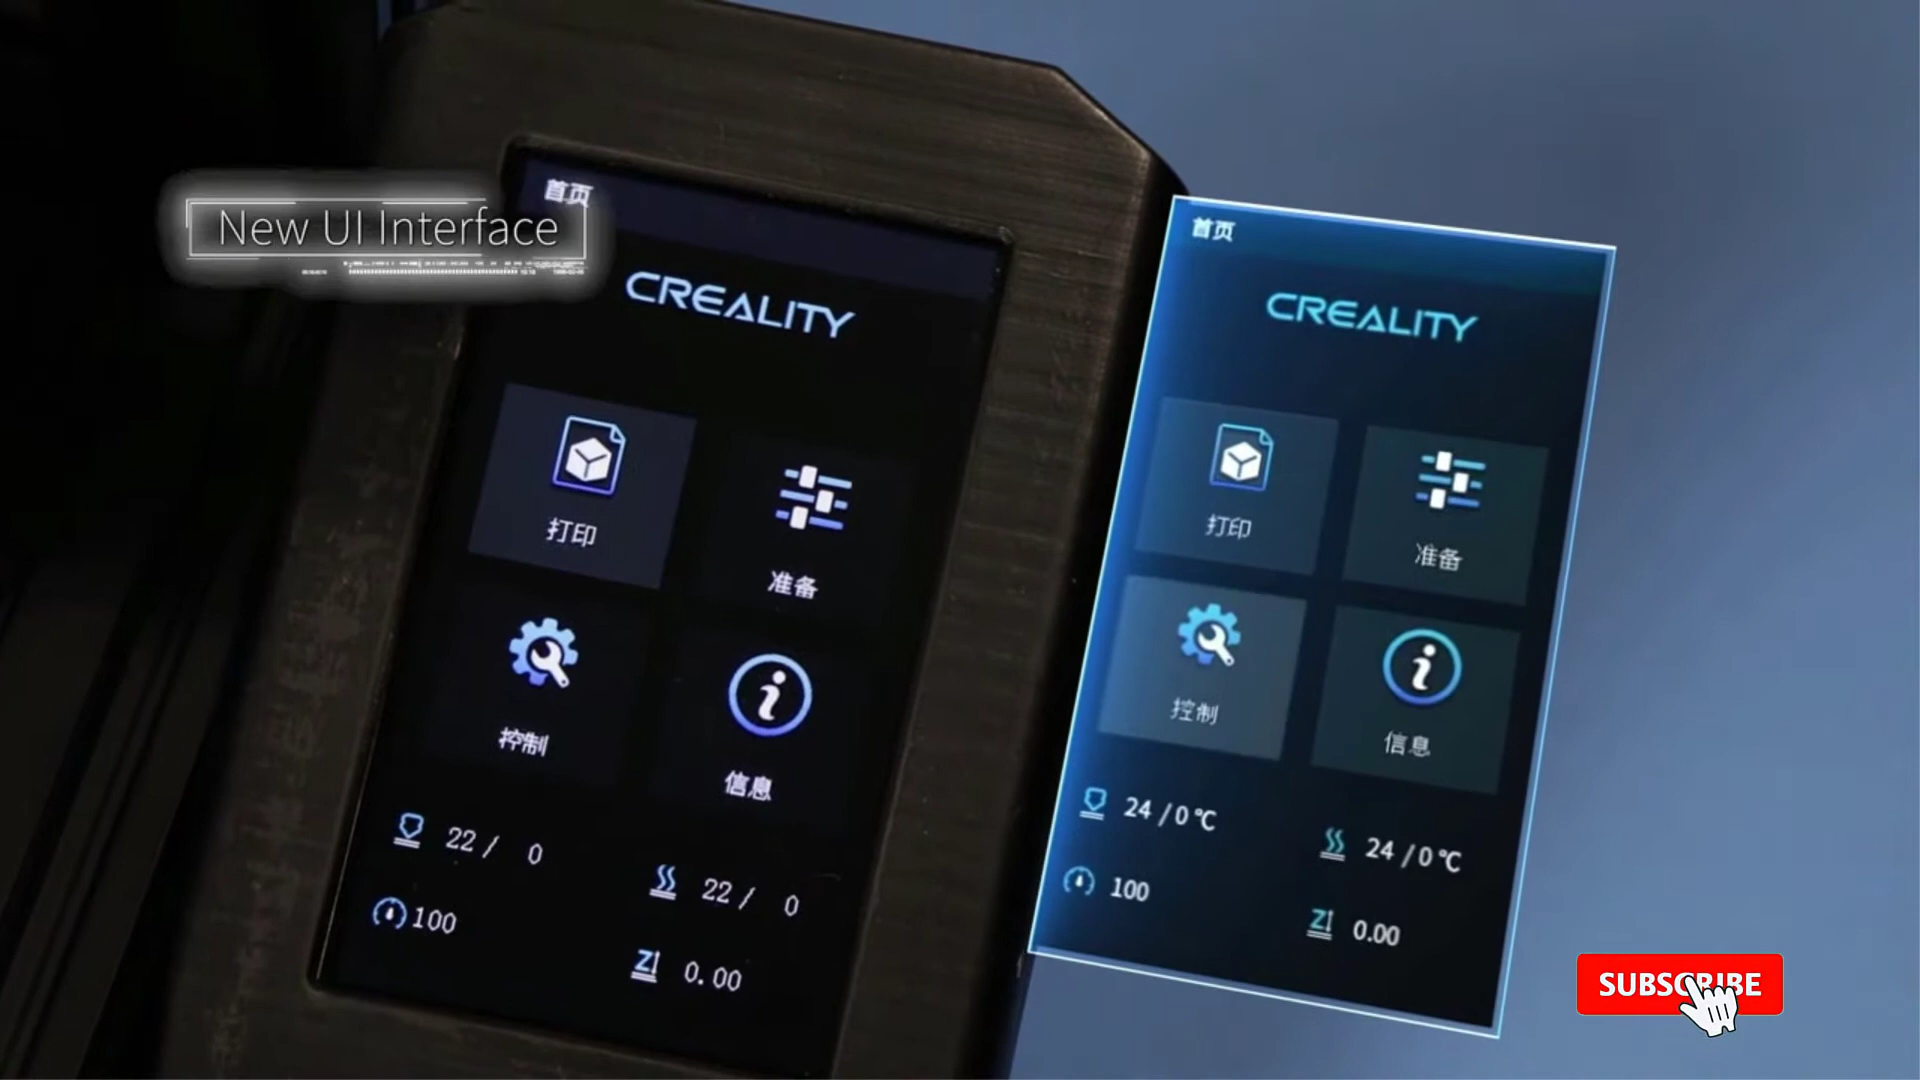 New UI Interface
首页
CREALITY
打印
准备
控制
信息
22 / 0
22 / 0
100
Z
0.00
首页
CREALITY
打印
准备
控制
信息
24 / 0 ℃
24 / 0 ℃
100
Z
0.00
SUBSCRIBE